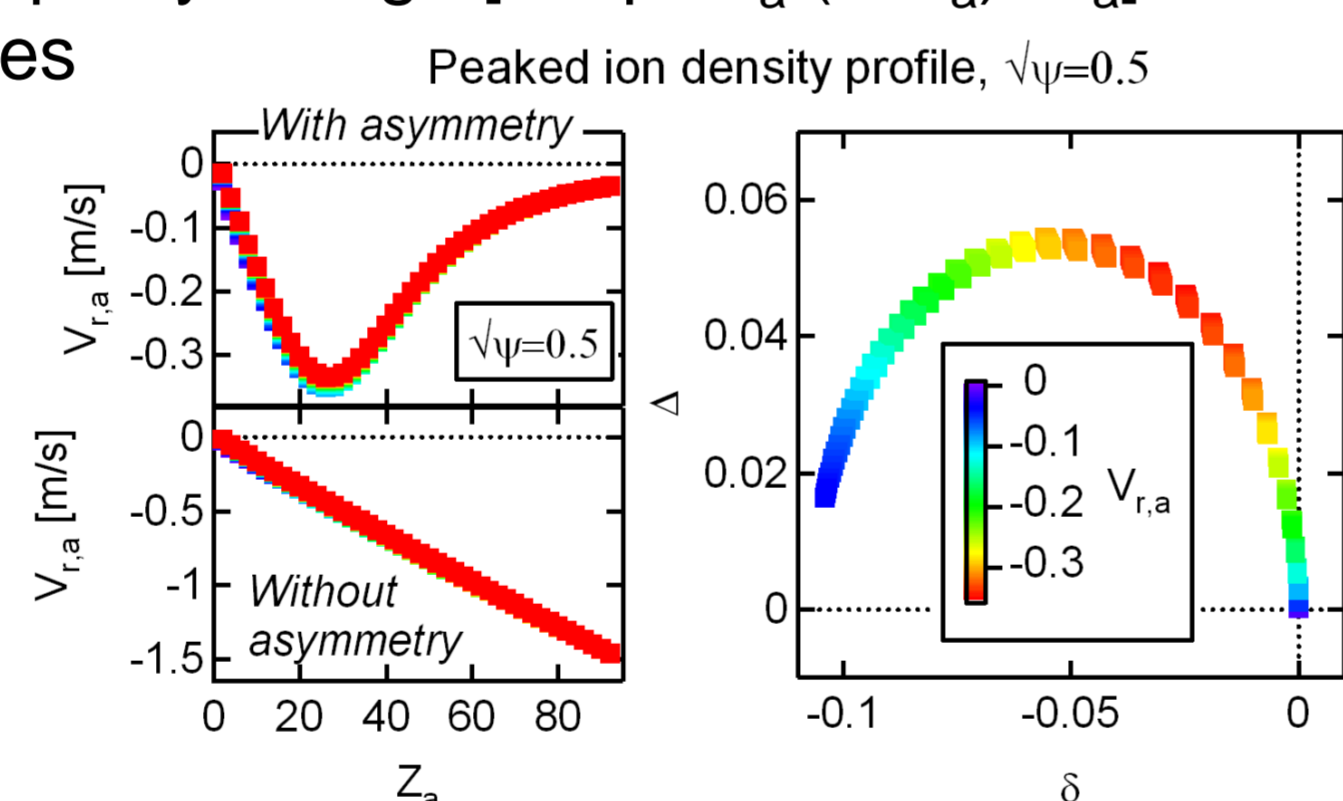 es
Peaked ion density profile, √ψ=0.5
With asymmetry
0
-0.1
-0.2
-0.3
V_r,a [m/s]
√ψ=0.5
0
-0.5
-1
-1.5
V_r,a [m/s]
Without
asymmetry
0 20 40 60 80
Z_a
0.06
0.04
0.02
0
Δ
0
-0.1
-0.2
-0.3
V_r,a
-0.1 -0.05 0
δ